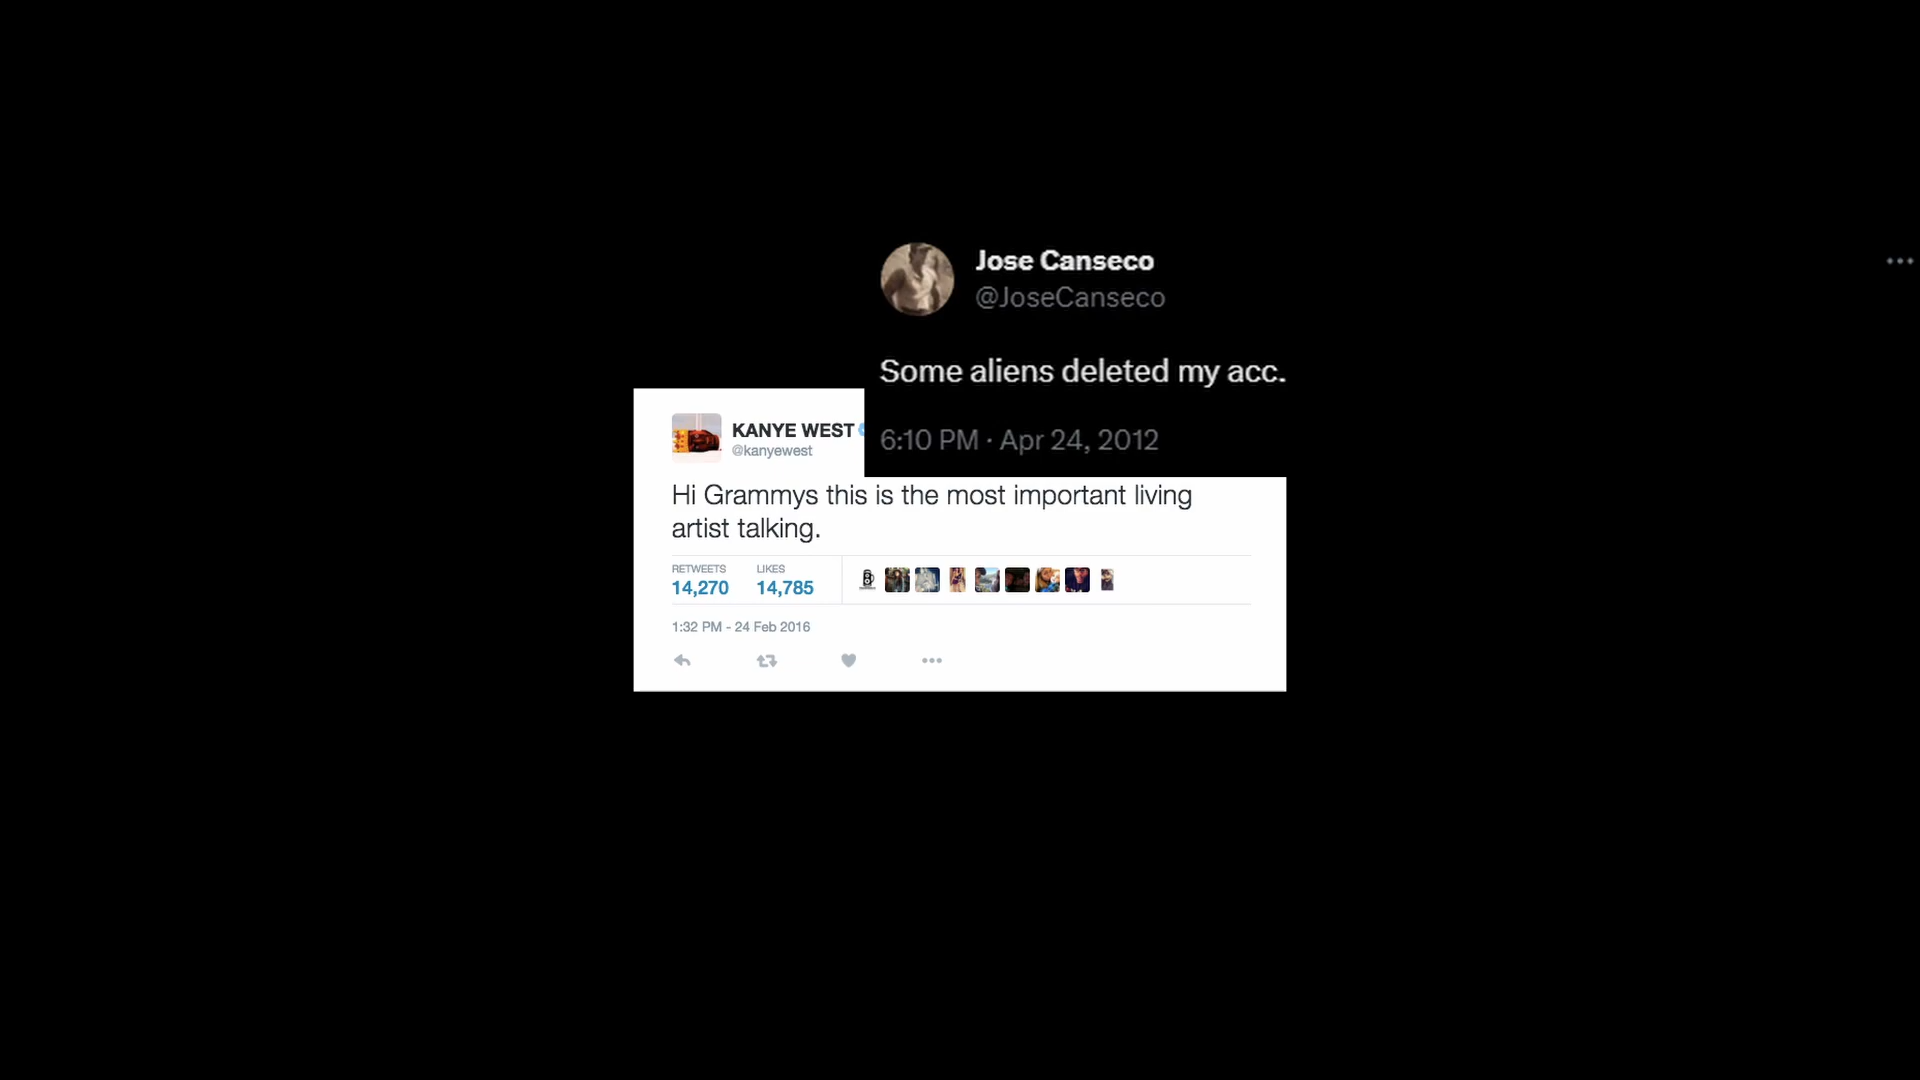 Jose Canseco
@JoseCanseco
Some aliens deleted my acc.
6:10 PM · Apr 24, 2012
KANYE WEST
@kanyewest
Hi Grammys this is the most important living
artist talking.
RETWEETS LIKES
14,270 14,785
1:32 PM - 24 Feb 2016